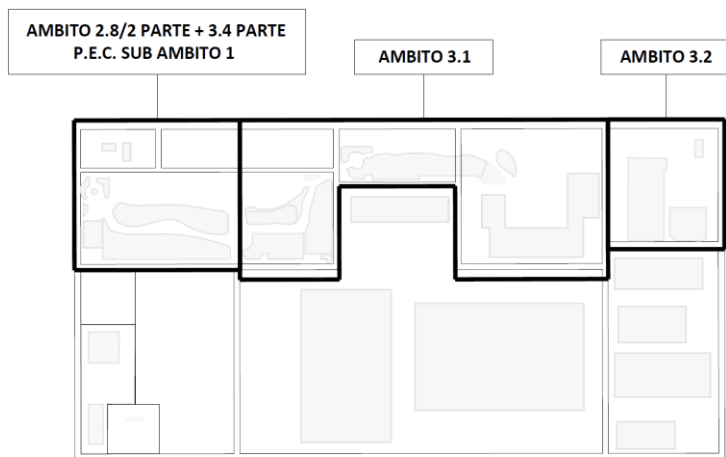 AMBITO 2.8/2 PARTE + 3.4 PARTE
P.E.C. SUB AMBITO 1
AMBITO 3.1
AMBITO 3.2